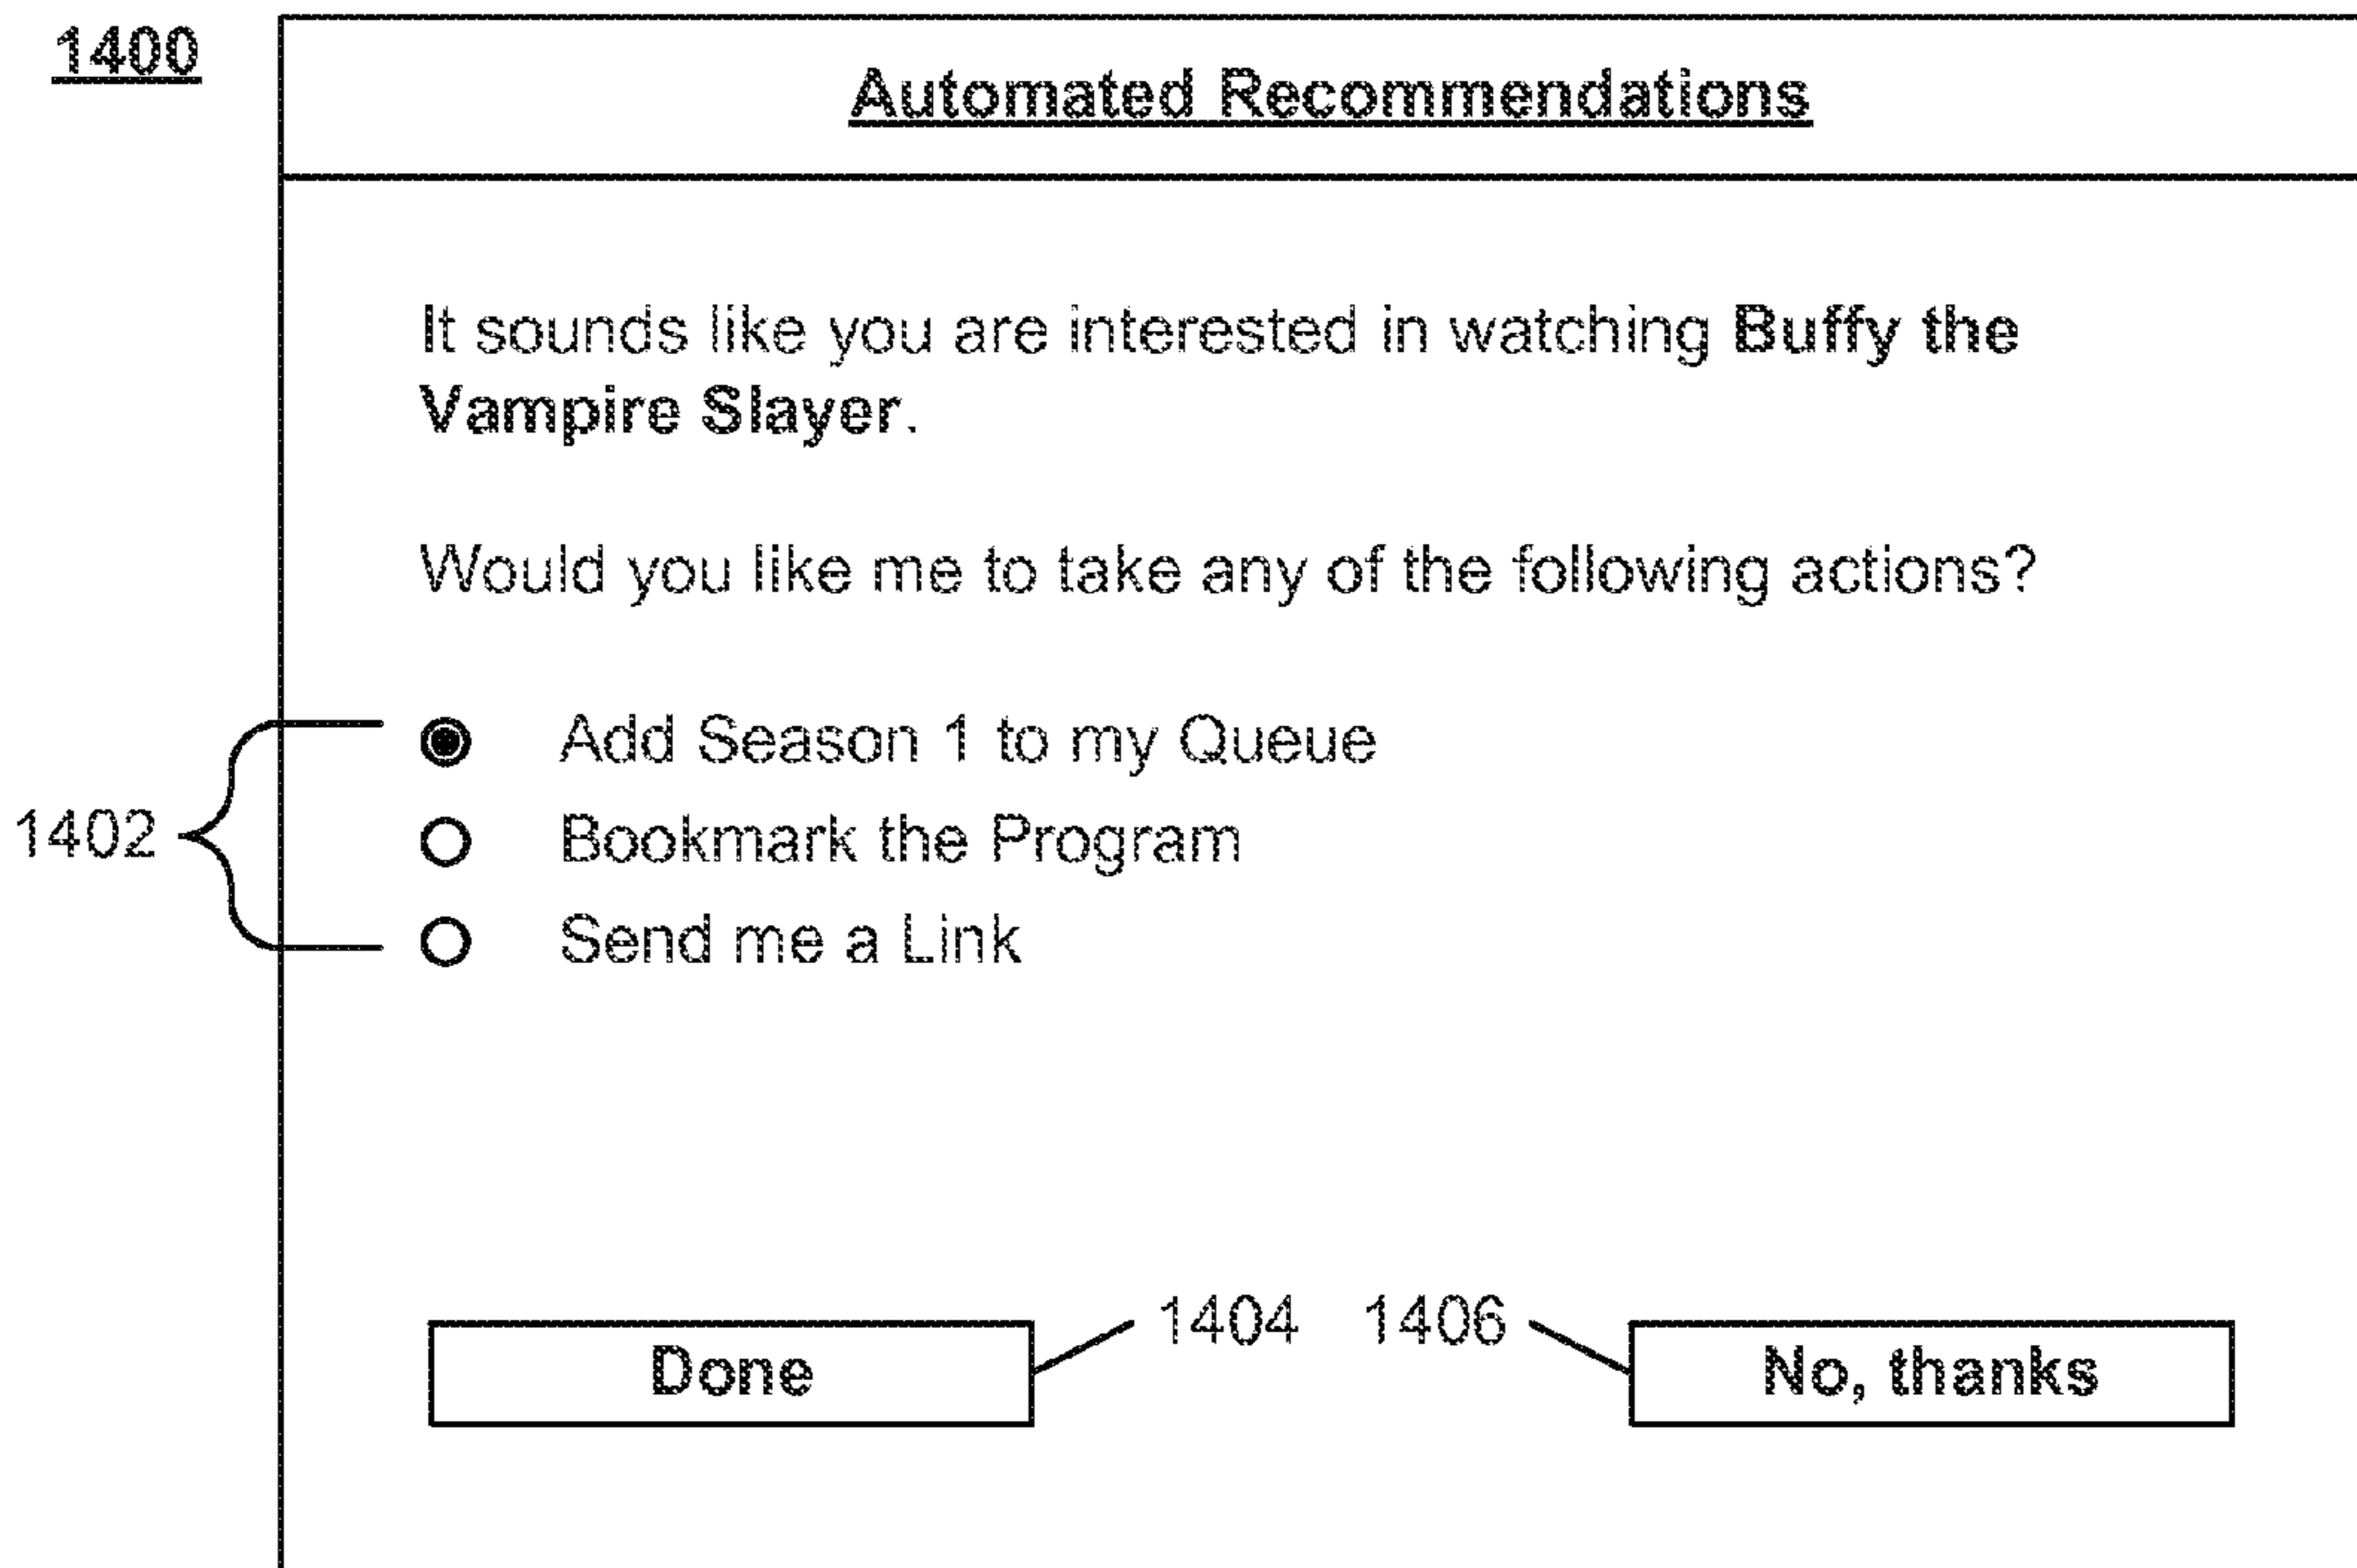 1400
Automated Recommendations
It sounds like you are interested in watching Buffy the
Vampire Slayer.
Would you like me to take any of the following actions?
Add Season 1 to my Queue
1402
Bookmark the Program
Send me a Link
1404 1406
Done
No, thanks